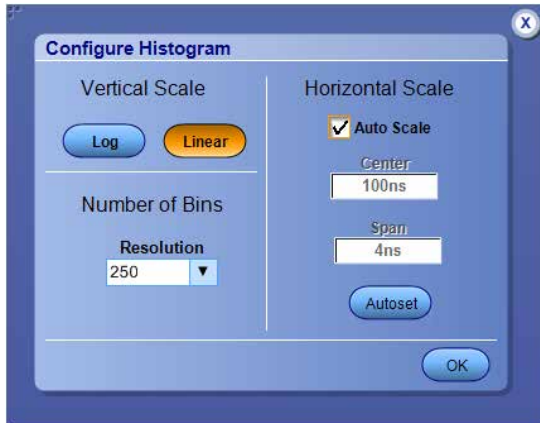 X
Configure Histogram
Vertical Scale
Log
Linear
Number of Bins
Resolution
250
Horizontal Scale
Auto Scale
Center
100ns
Span
4ns
Autoset
OK